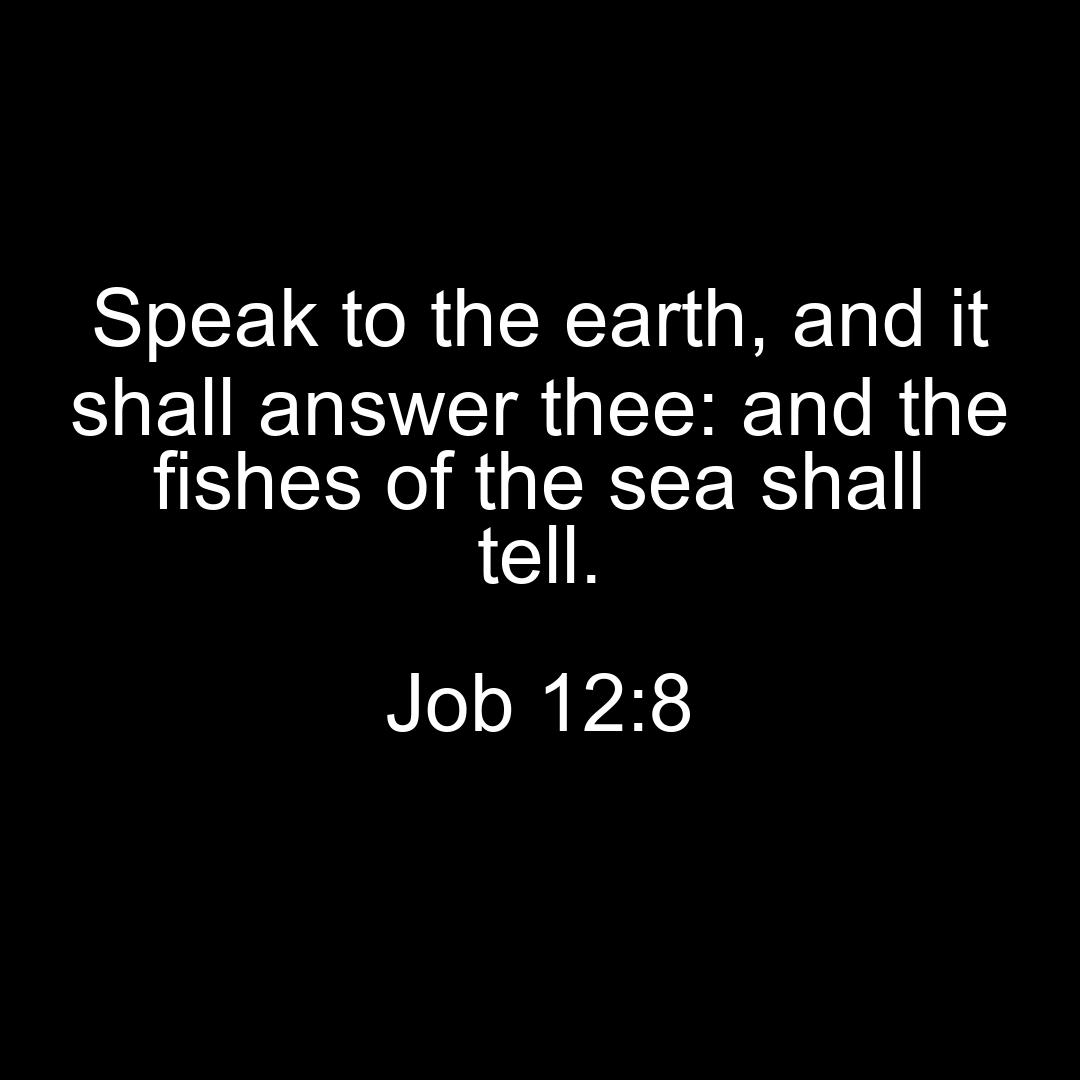 Speak to the earth, and it
shall answer thee: and the
fishes of the sea shall
tell.
Job 12:8